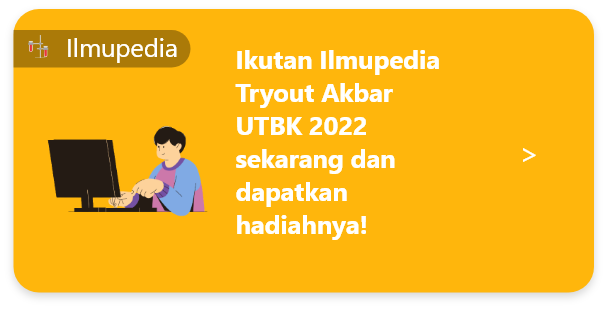 Ilmupedia
Ikutan Ilmupedia
Tryout Akbar
UTBK 2022
sekarang dan
dapatkan
hadiahnya!
>